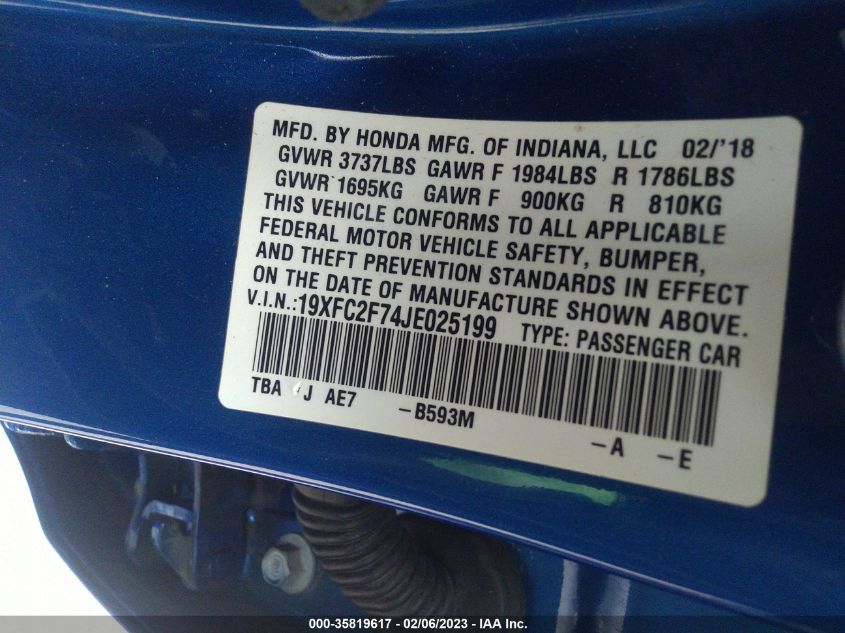 MFD. BY HONDA MFG. OF INDIANA, LLC 02/'18
GVWR 3737LBS GAWR F 1984LBS R 1786LBS
GVWR 1695KG GAWR F 900KG R 810KG
THIS VEHICLE CONFORMS TO ALL APPLICABLE
FEDERAL MOTOR VEHICLE SAFETY, BUMPER,
AND THEFT PREVENTION STANDARDS IN EFFECT
ON THE DATE OF MANUFACTURE SHOWN ABOVE.
V.I.N.:19XFC2F74JE025199 TYPE: PASSENGER CAR
TBA J AE7 -B593M -A -E
000-35819617 - 02/06/2023 - IAA Inc.